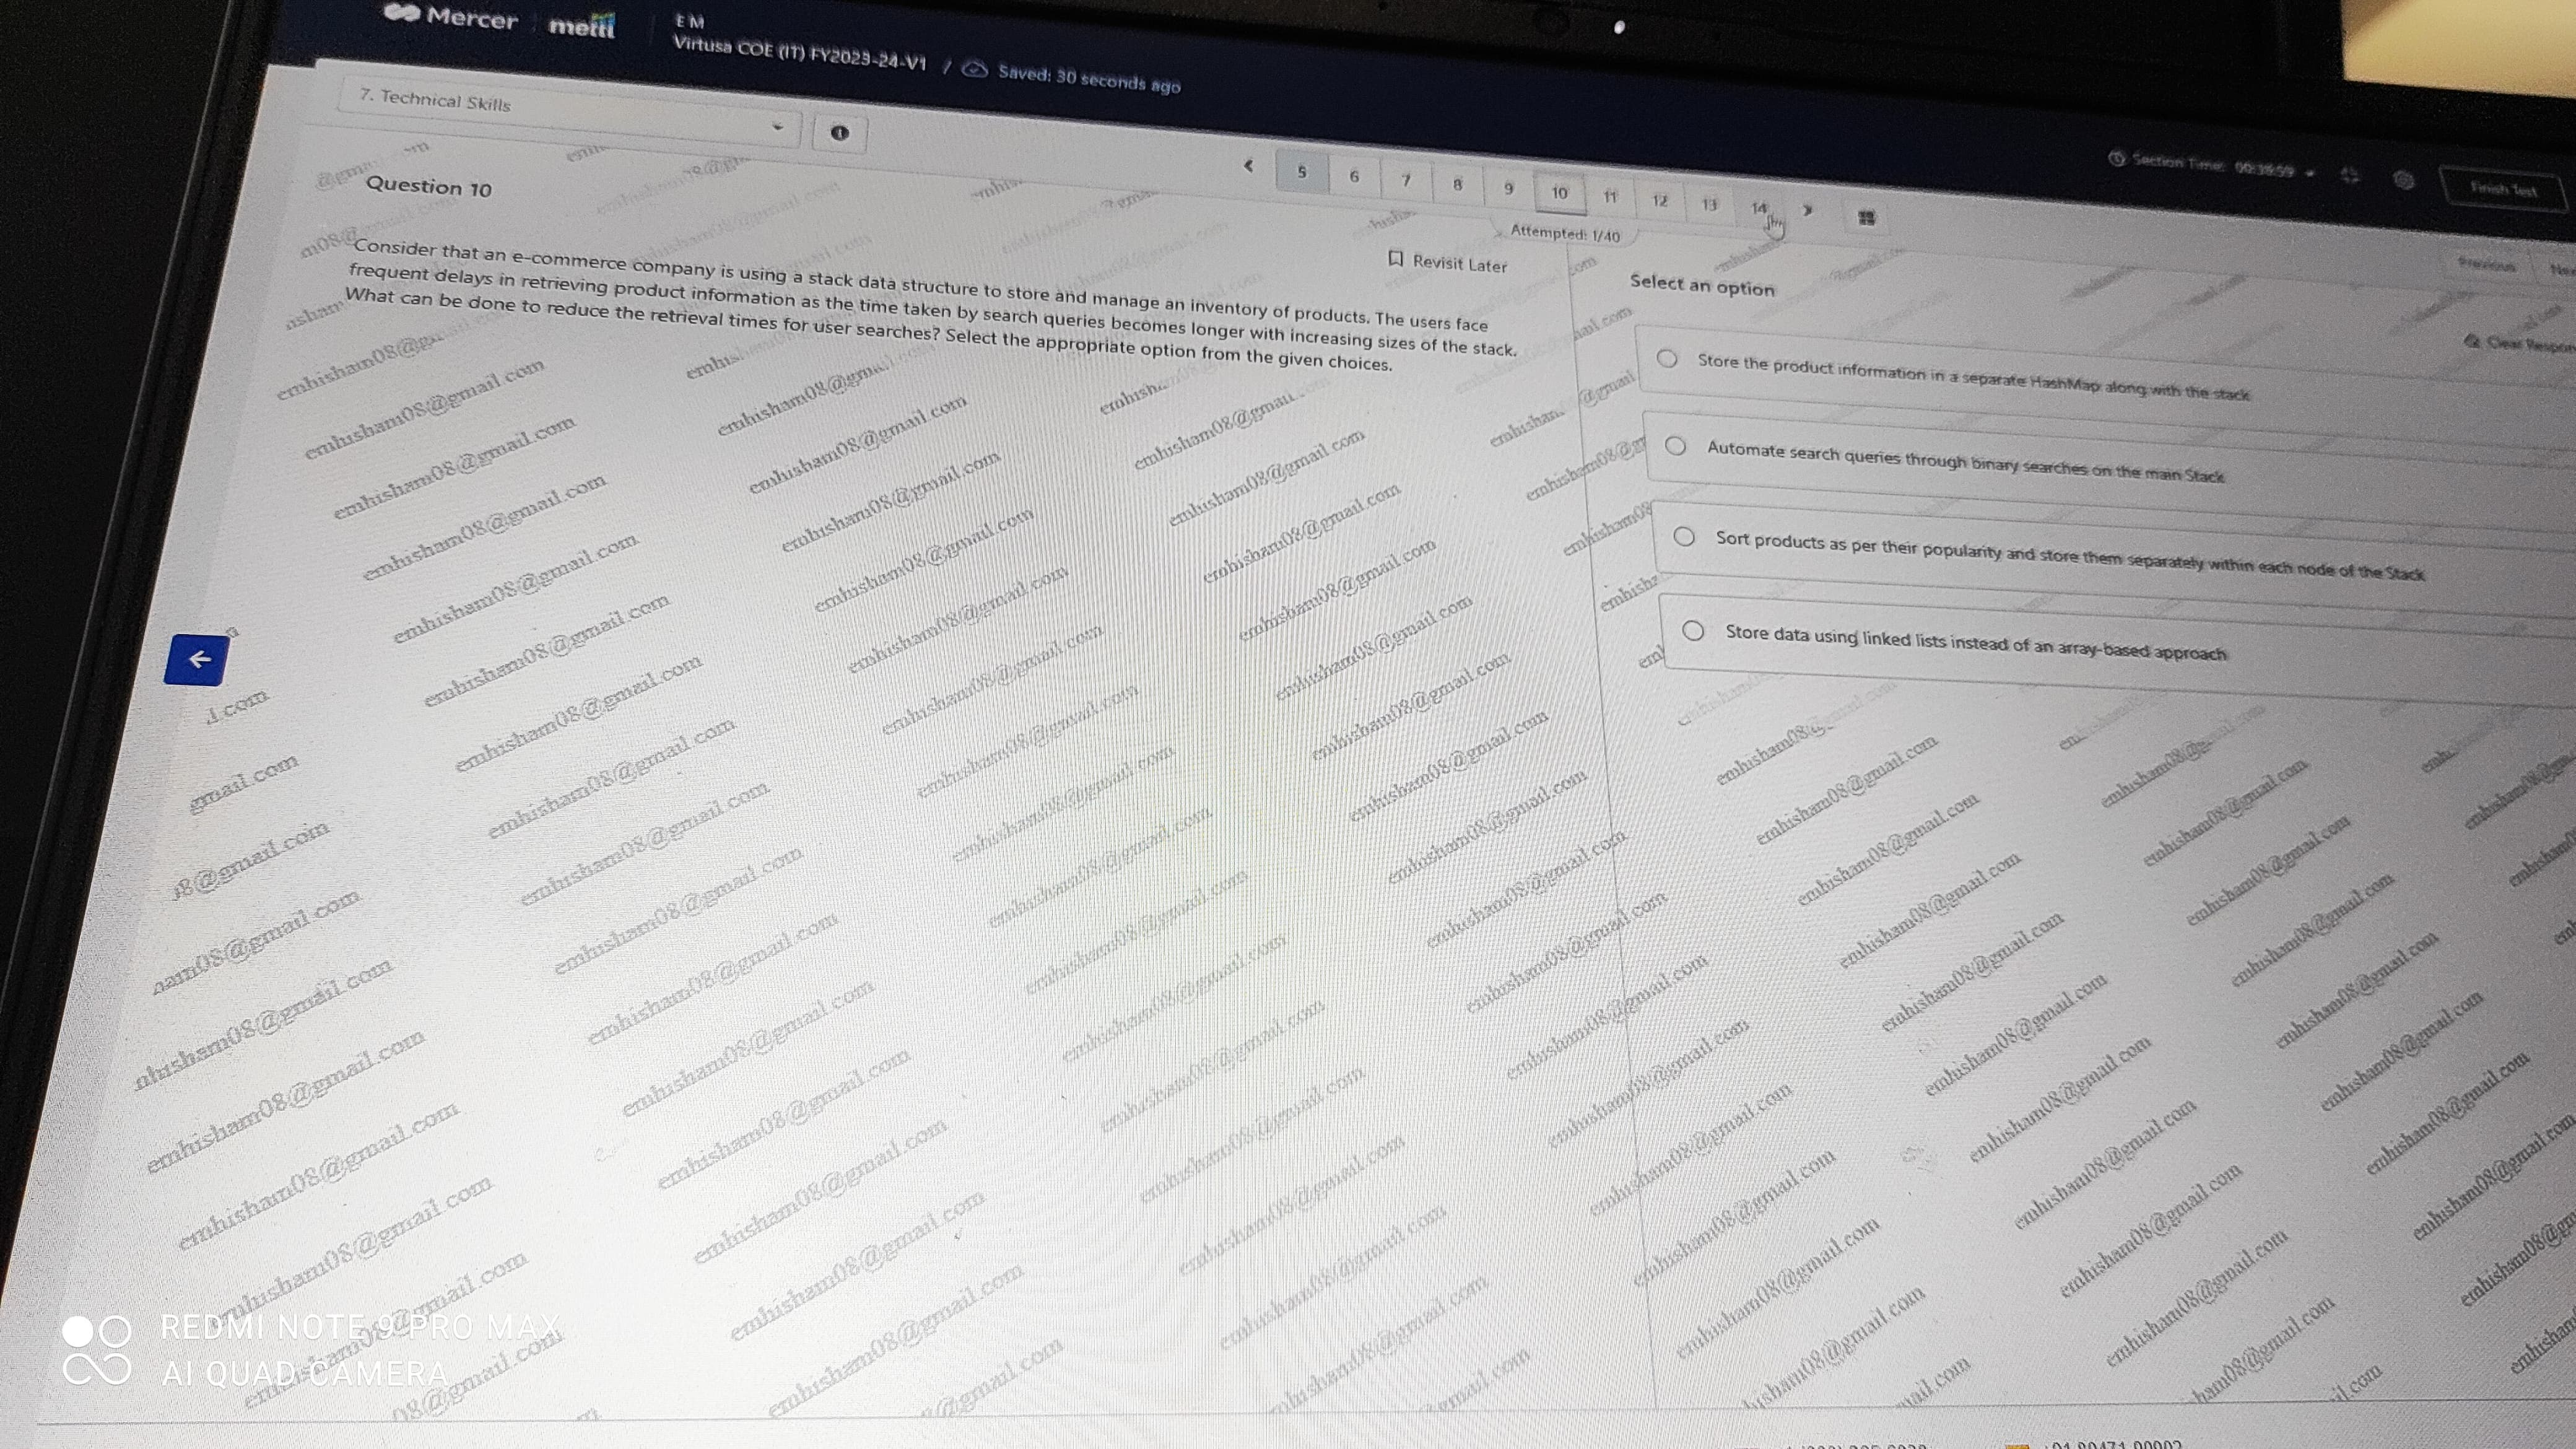 Mercer mettl
E M
Virtusa COE (IT) FY2023-24-V1 / Saved: 30 seconds ago
7. Technical Skills
Section Time:
Finish Test
5 6 7 8 9 10 11 12 13 14
Attempted: 1/40
Question 10
Revisit Later
Previous
Consider that an e-commerce company is using a stack data structure to store and manage an inventory of products. The users face
frequent delays in retrieving product information as the time taken by search queries becomes longer with increasing sizes of the stack.
What can be done to reduce the retrieval times for user searches? Select the appropriate option from the given choices.
Select an option
Clear Respon
Store the product information in a separate HashMap along with the stack
Automate search queries through binary searches on the main Stack
Sort products as per their popularity and store them separately within each node of the Stack
Store data using linked lists instead of an array-based approach
emhisham08@gmail.com
REDMI NOTE 9 PRO MAX
AI QUAD CAMERA